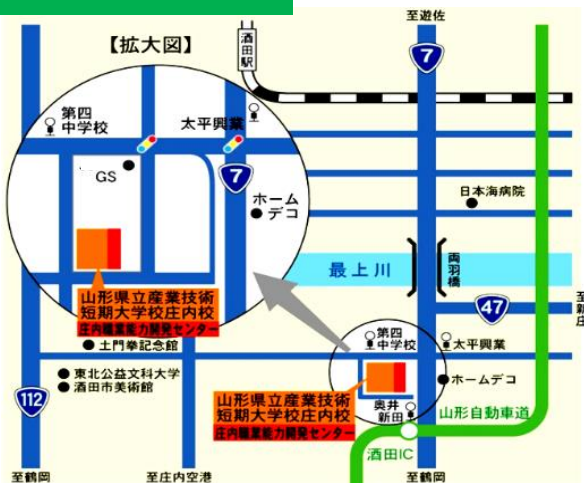 至遊佐
【拡大図】
酒田駅
7
第四
中学校
太平興業
GS
7
ホーム
デコ
日本海病院
最上川
両羽橋
山形県立産業技術
短期大学校庄内校
庄内職業能力開発センター
47
至新庄
土門拳記念館
第四
中学校
太平興業
東北公益文科大学
酒田市美術館
ホームデコ
112
山形県立産業技術
短期大学校庄内校
庄内職業能力開発センター
奥井
新田
山形自動車道
酒田IC
至鶴岡
至庄内空港
至鶴岡